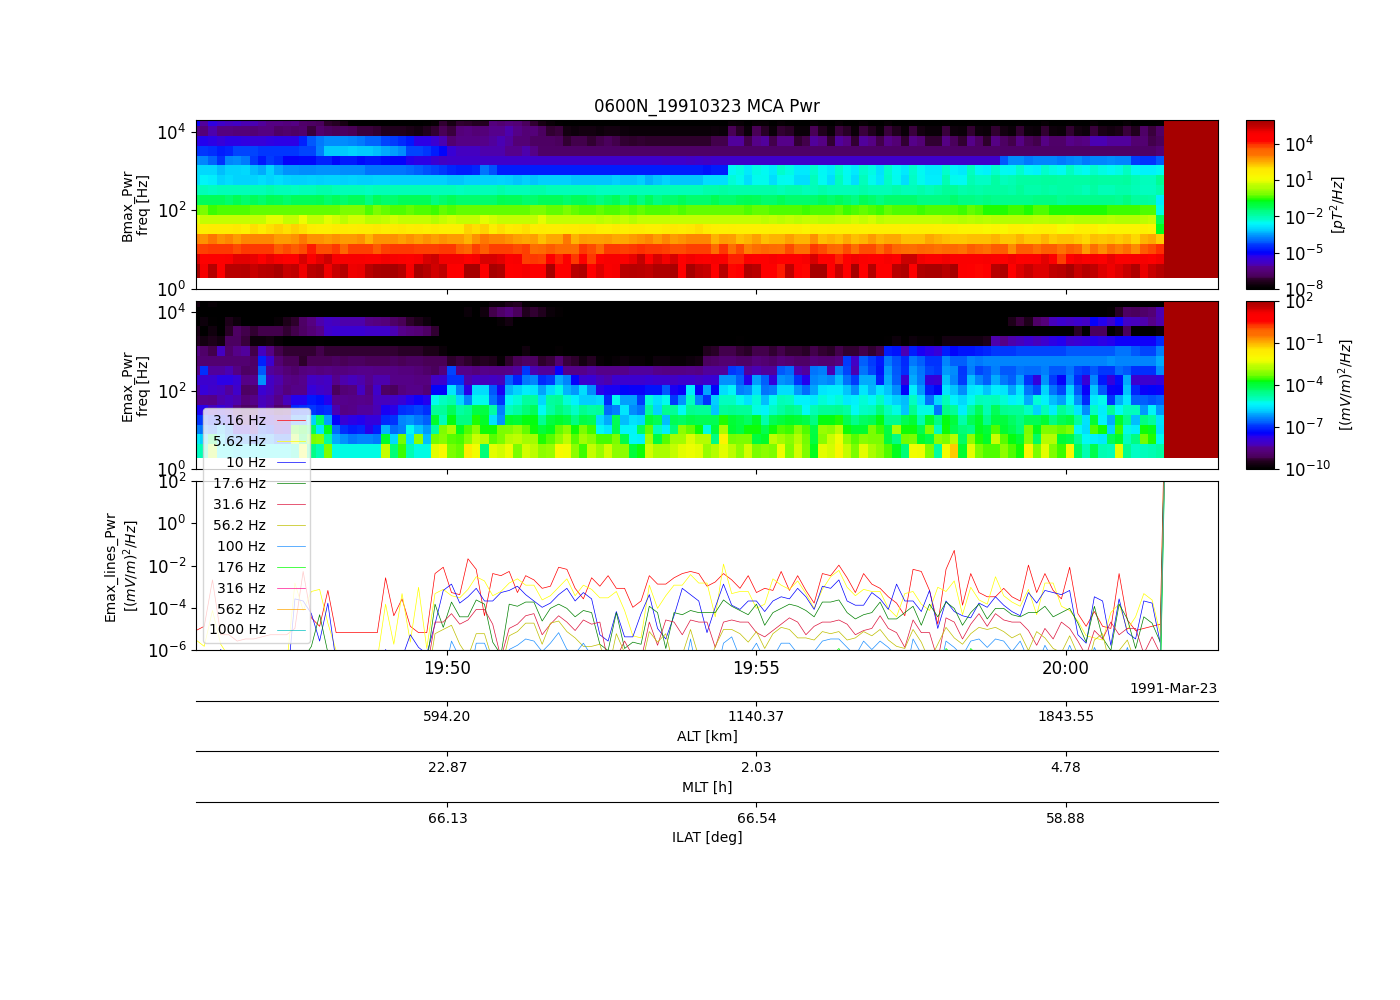 0600N_19910323 MCA Pwr
10^4
10^2
10^0
Bmax_Pwr
freq [Hz]
10^4
10^1
10^-2
10^-5
10^-8
[pT^2/Hz]
10^4
10^2
10^0
Emax_Pwr
freq [Hz]
10^2
10^-1
10^-4
10^-7
10^-10
[(mV/m)^2/Hz]
3.16 Hz
5.62 Hz
10 Hz
17.6 Hz
31.6 Hz
56.2 Hz
100 Hz
176 Hz
316 Hz
562 Hz
1000 Hz
10^2
10^0
10^-2
10^-4
10^-6
Emax_lines_Pwr
[(mV/m)^2/Hz]
19:50 19:55 20:00
1991-Mar-23
594.20 1140.37 1843.55
ALT [km]
22.87 2.03 4.78
MLT [h]
66.13 66.54 58.88
ILAT [deg]